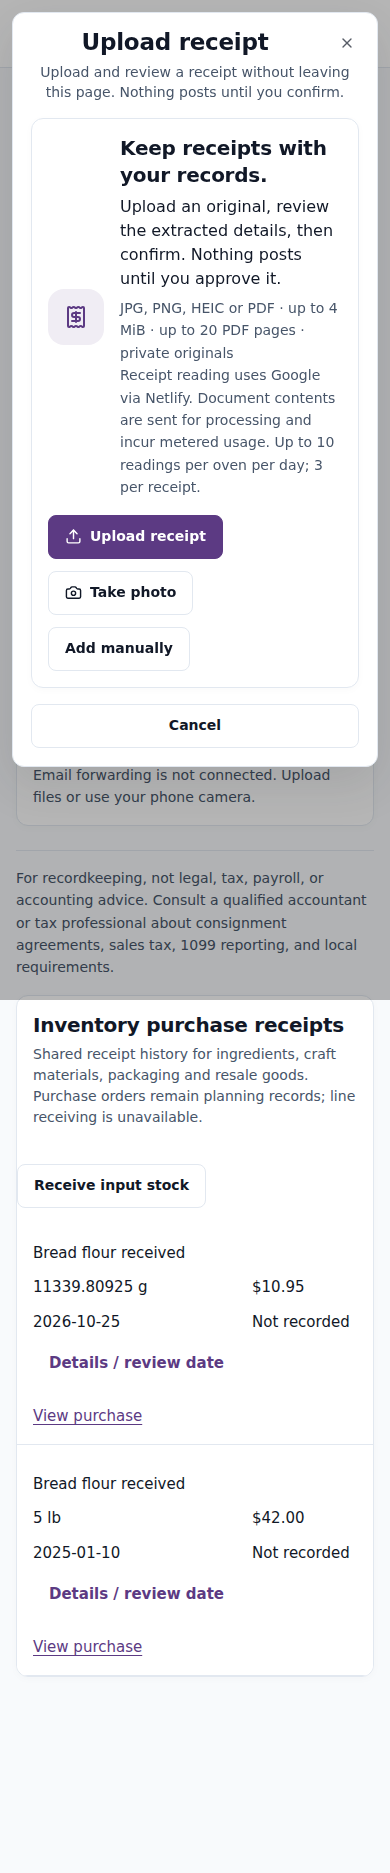 Upload receipt
×
Upload and review a receipt without leaving
this page. Nothing posts until you confirm.
Keep receipts with
your records.
Upload an original, review
the extracted details, then
confirm. Nothing posts
until you approve it.
JPG, PNG, HEIC or PDF · up to 4
MiB · up to 20 PDF pages ·
private originals
Receipt reading uses Google
via Netlify. Document contents
are sent for processing and
incur metered usage. Up to 10
readings per oven per day; 3
per receipt.
Upload receipt
Take photo
Add manually
Cancel
Email forwarding is not connected. Upload
files or use your phone camera.
For recordkeeping, not legal, tax, payroll, or
accounting advice. Consult a qualified accountant
or tax professional about consignment
agreements, sales tax, 1099 reporting, and local
requirements.
Inventory purchase receipts
Shared receipt history for ingredients, craft
materials, packaging and resale goods.
Purchase orders remain planning records; line
receiving is unavailable.
Receive input stock
Bread flour received
11339.80925 g $10.95
2026-10-25 Not recorded
Details / review date
View purchase
Bread flour received
5 lb $42.00
2025-01-10 Not recorded
Details / review date
View purchase